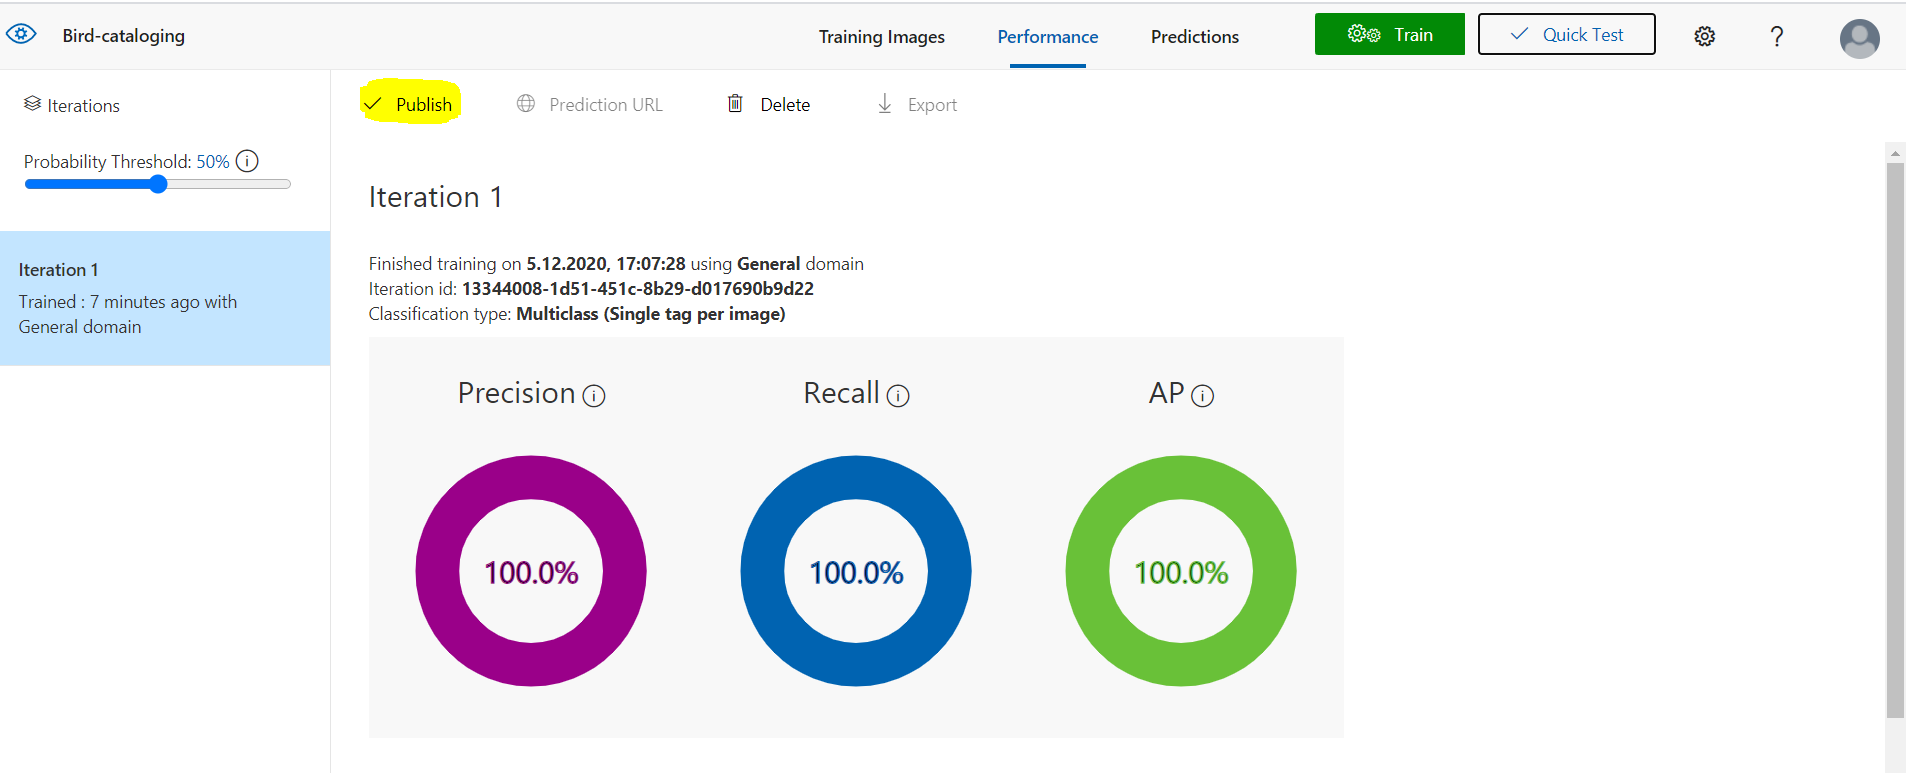 Bird-cataloging
Training Images
Performance
Predictions
Train
Quick Test
?
Iterations
Publish
Prediction URL
Delete
Export
Probability Threshold: 50%
Iteration 1
Trained : 7 minutes ago with
General domain
Iteration 1
Finished training on 5.12.2020, 17:07:28 using General domain
Iteration id: 13344008-1d51-451c-8b29-d017690b9d22
Classification type: Multiclass (Single tag per image)
Precision
Recall
AP
100.0%
100.0%
100.0%